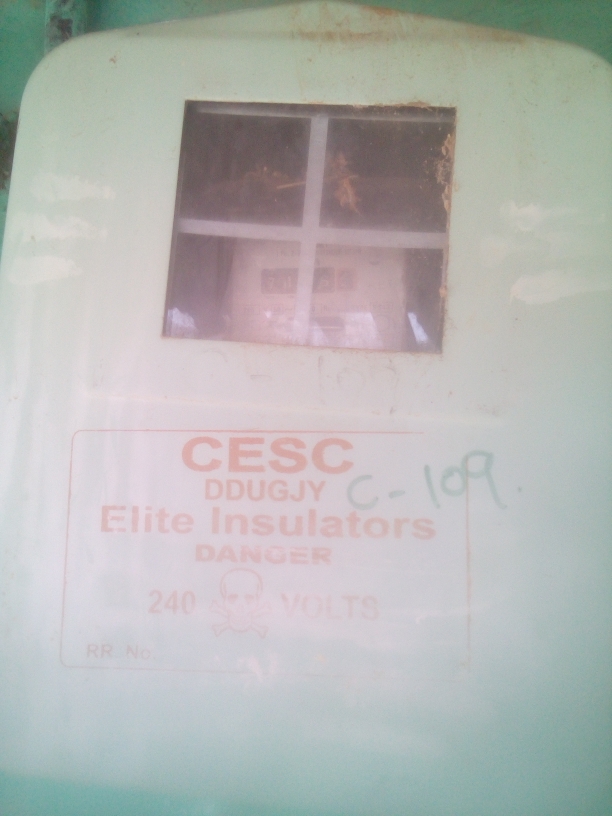 CESC
DDUGJY C-109
Elite Insulators
DANGER
240 VOLTS
RR. No.